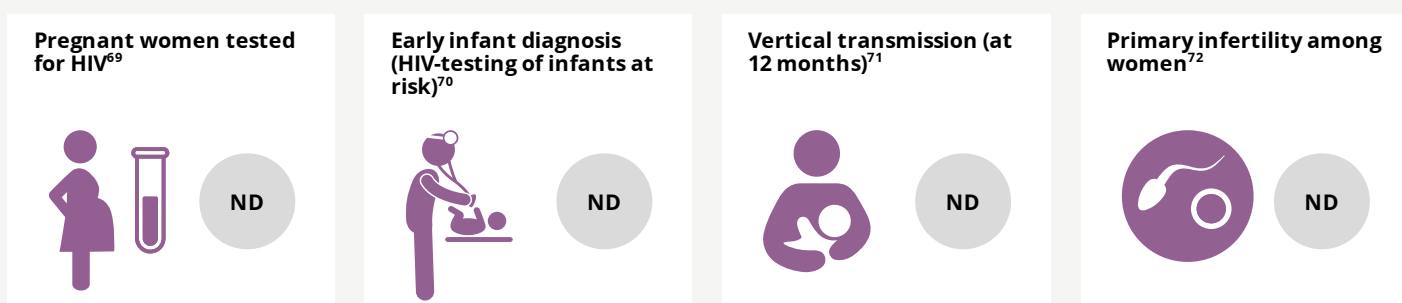 Pregnant women tested
for HIV69
ND
Early infant diagnosis
(HIV-testing of infants at
risk)70
ND
Vertical transmission (at
12 months)71
ND
Primary infertility among
women72
ND